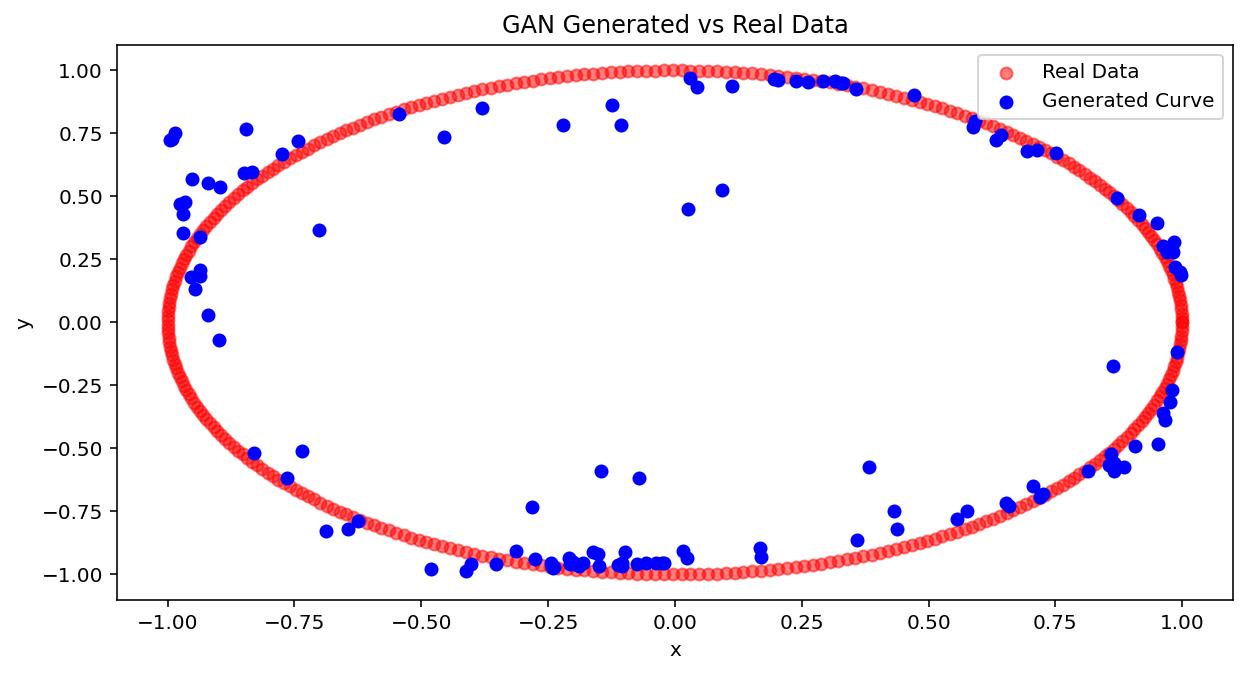 GAN Generated vs Real Data
Real Data
Generated Curve
1.00
0.75
0.50
0.25
0.00
−0.25
−0.50
−0.75
−1.00
y
−1.00 −0.75 −0.50 −0.25 0.00 0.25 0.50 0.75 1.00
x